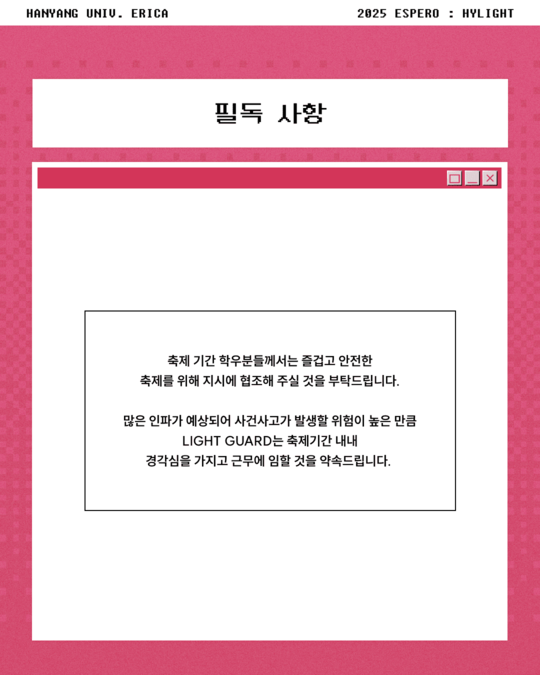 HANYANG UNIV. ERICA
2025 ESPERO : HYLIGHT
필독 사항
축제 기간 학우분들께서는 즐겁고 안전한
축제를 위해 지시에 협조해 주실 것을 부탁드립니다.
많은 인파가 예상되어 사건사고가 발생할 위험이 높은 만큼
LIGHT GUARD는 축제기간 내내
경각심을 가지고 근무에 임할 것을 약속드립니다.